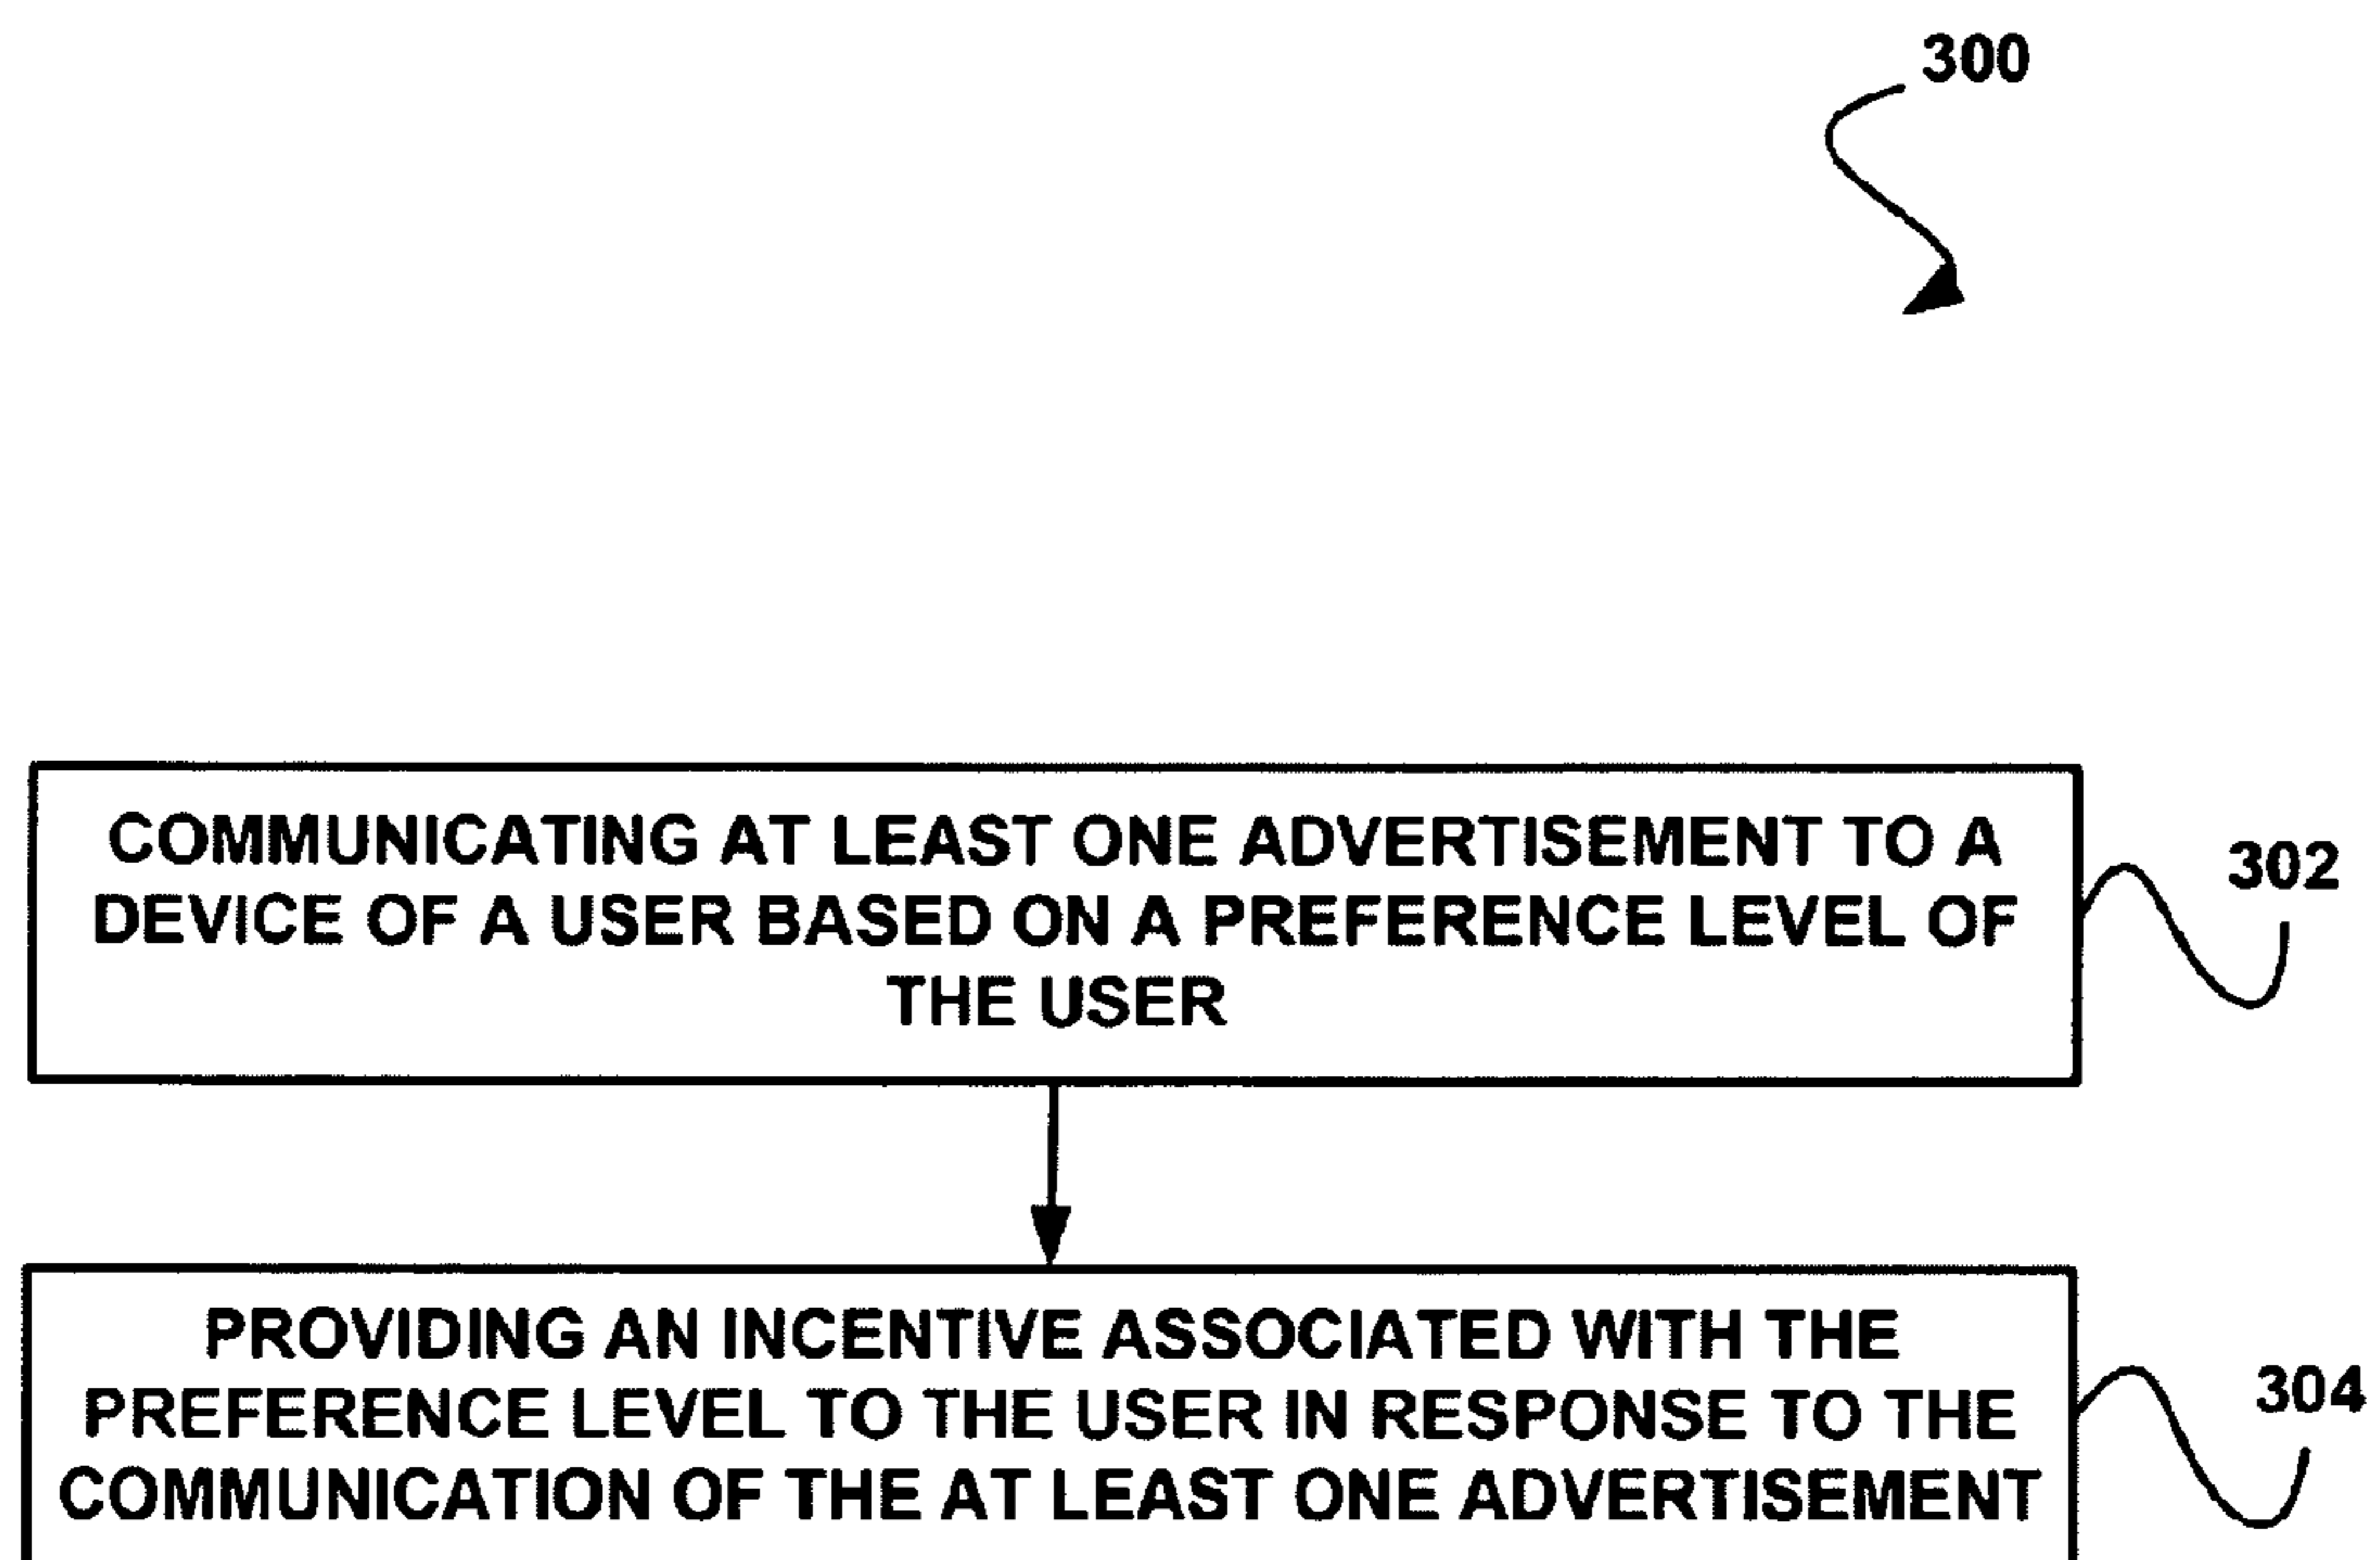 300
COMMUNICATING AT LEAST ONE ADVERTISEMENT TO A
DEVICE OF A USER BASED ON A PREFERENCE LEVEL OF
THE USER
302
PROVIDING AN INCENTIVE ASSOCIATED WITH THE
PREFERENCE LEVEL TO THE USER IN RESPONSE TO THE
COMMUNICATION OF THE AT LEAST ONE ADVERTISEMENT
304